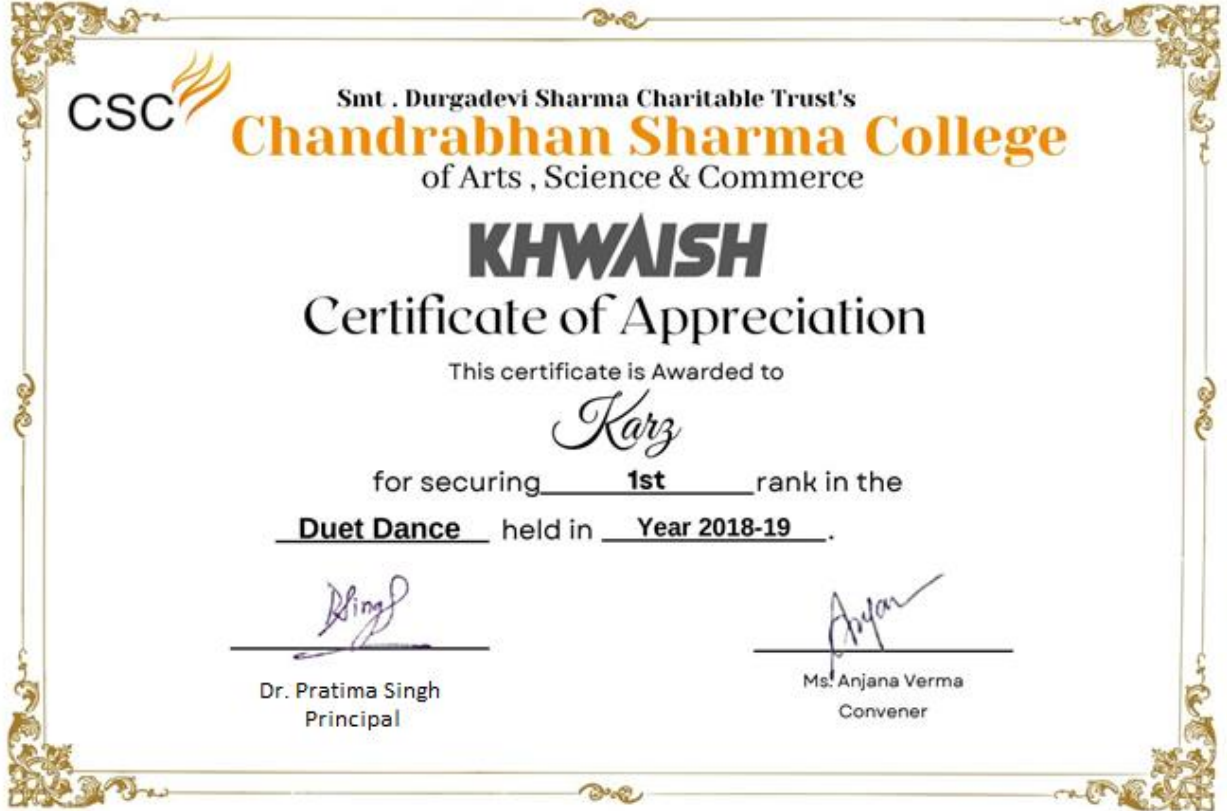 CSC
Smt . Durgadevi Sharma Charitable Trust's
Chandrabhan Sharma College
of Arts , Science & Commerce
KHWAISH
Certificate of Appreciation
This certificate is Awarded to
Karz
for securing 1st rank in the
Duet Dance held in Year 2018-19 .
Dr. Pratima Singh
Principal
Ms. Anjana Verma
Convener